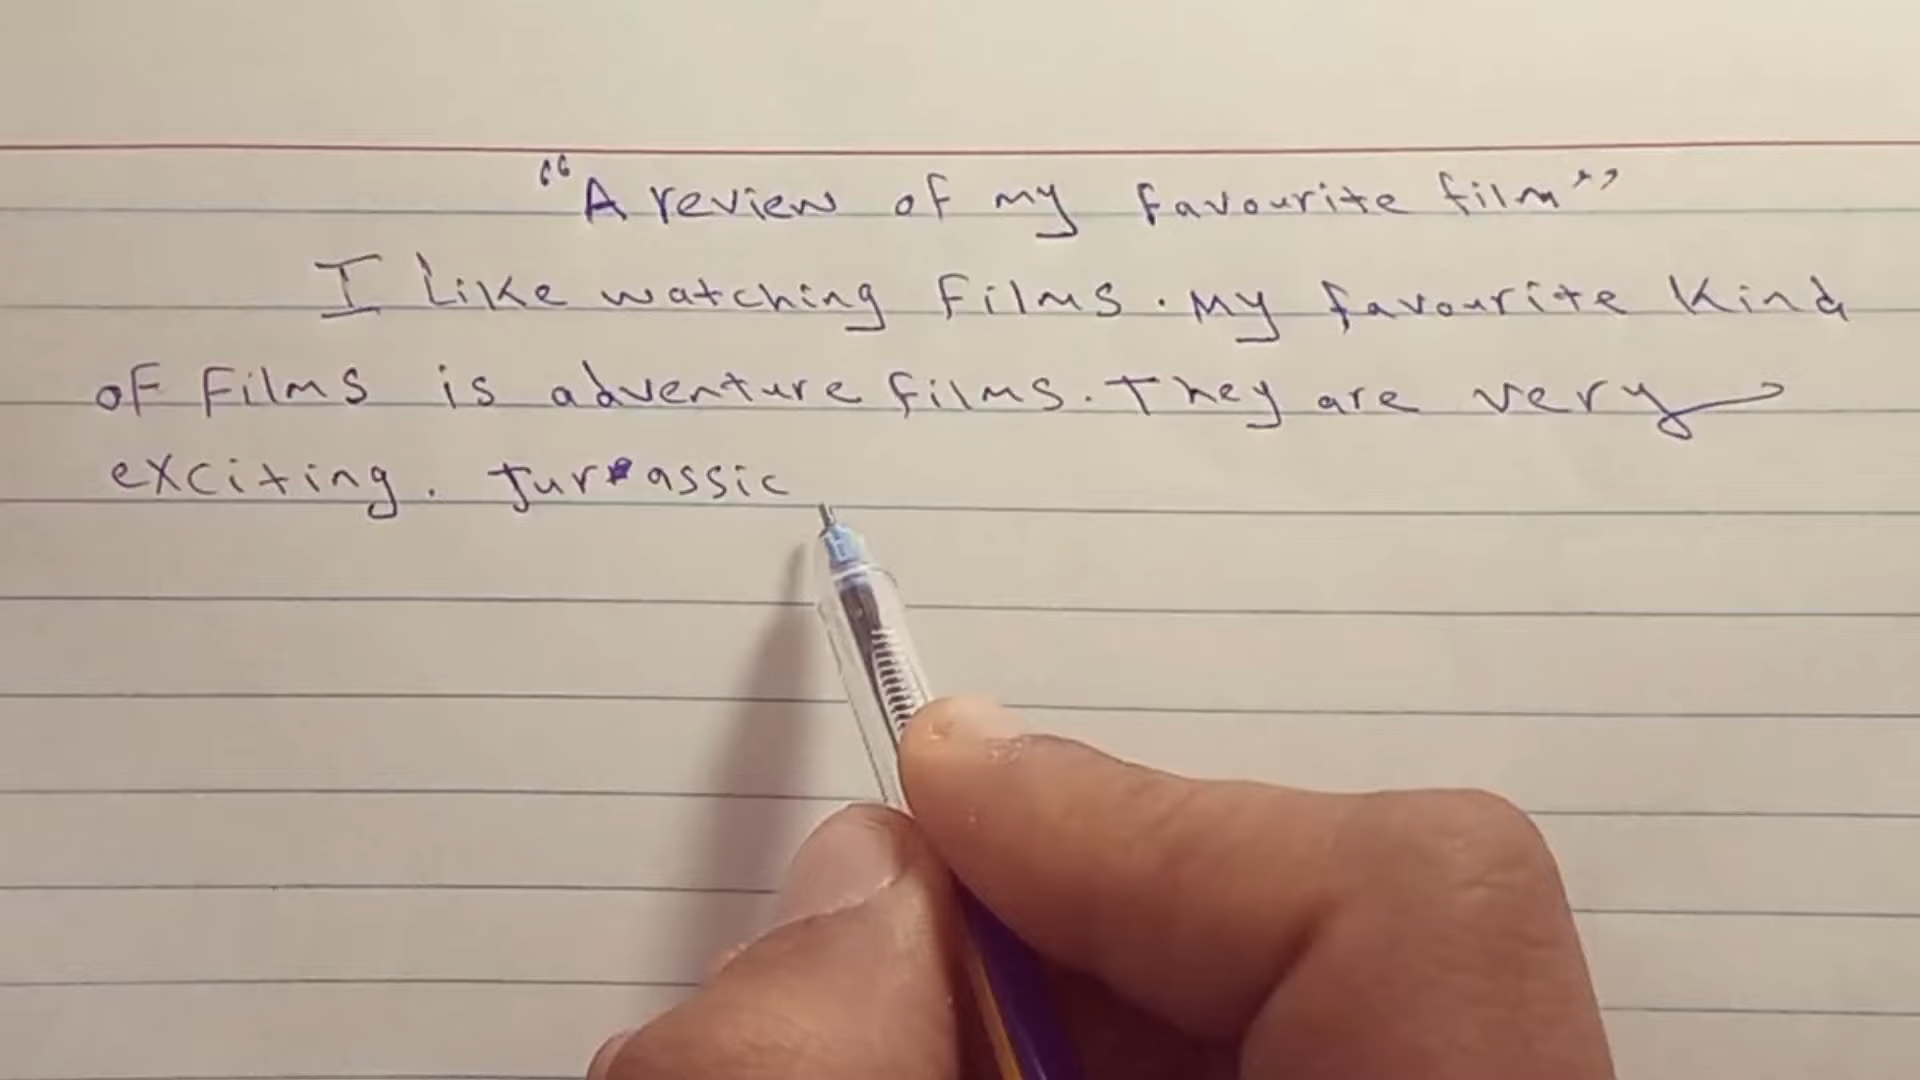 "A review of my favourite film"
I Like watching films. My favourite Kind
of films is adventure films. They are very
exciting. Jurassic